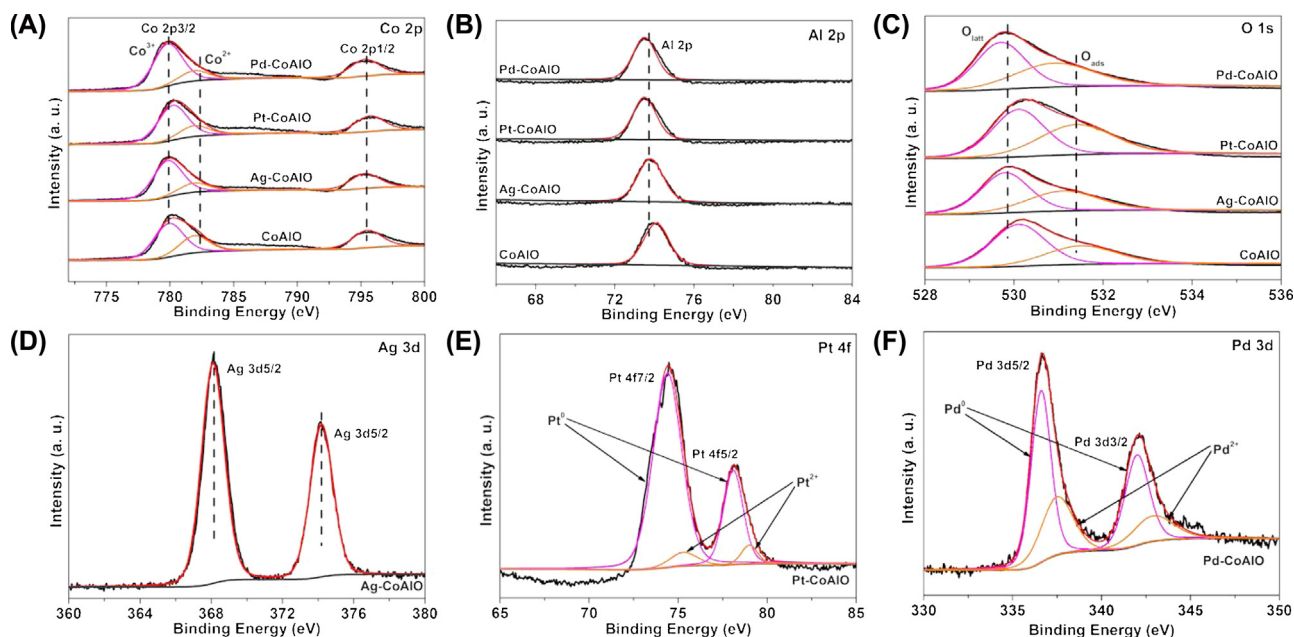 (A)
Co 2p
Co 2p3/2
Co³⁺
Co²⁺
Co 2p1/2
Pd-CoAlO
Pt-CoAlO
Ag-CoAlO
CoAlO
Intensity (a. u.)
775 780 785 790 795 800
Binding Energy (eV)
(B)
Al 2p
Pd-CoAlO
Pt-CoAlO
Ag-CoAlO
CoAlO
Intensity (a. u.)
68 72 76 80 84
Binding Energy (eV)
(C)
O 1s
O latt
O ads
Pd-CoAlO
Pt-CoAlO
Ag-CoAlO
CoAlO
Intensity (a. u.)
528 530 532 534 536
Binding Energy (eV)
(D)
Ag 3d
Ag 3d5/2
Ag 3d5/2
Ag-CoAlO
Intensity (a. u.)
360 368 374 380
Binding Energy (eV)
(E)
Pt 4f
Pt 4f7/2
Pt⁰
Pt 4f5/2
Pt²⁺
Pt-CoAlO
Intensity (a. u.)
65 70 75 80 85
Binding Energy (eV)
(F)
Pd 3d
Pd 3d5/2
Pd⁰
Pd 3d3/2
Pd²⁺
Pd-CoAlO
Intensity (a. u.)
330 335 340 345 350
Binding Energy (eV)